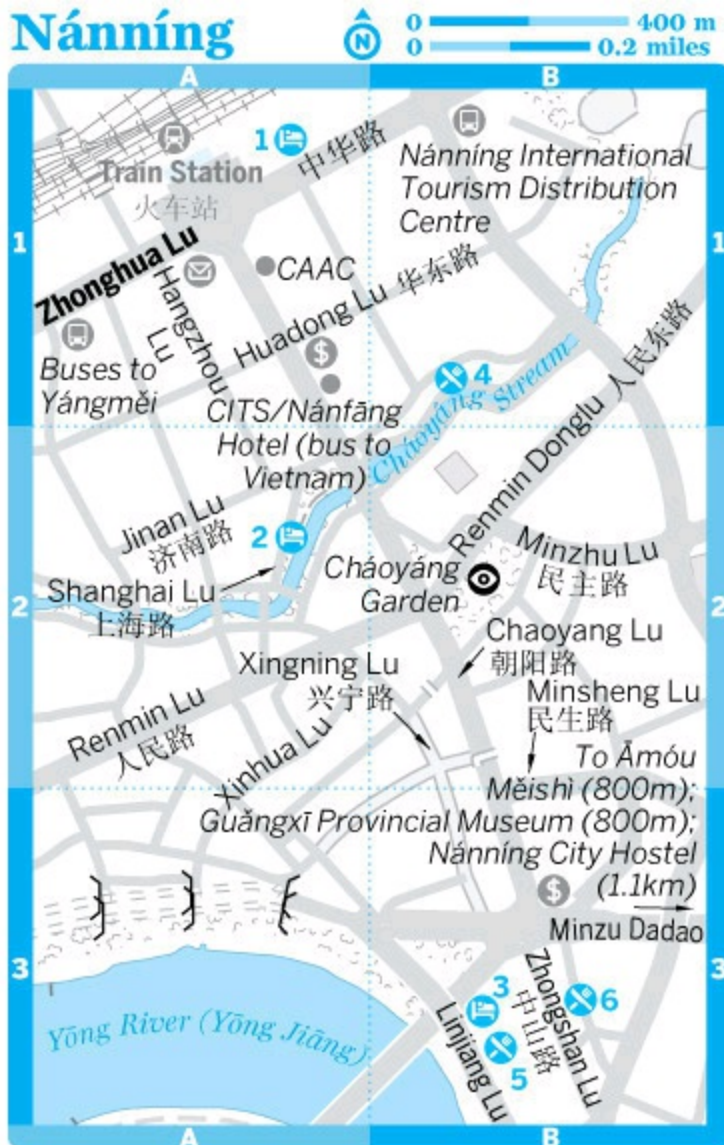 Nánníng
N
0 400 m
0 0.2 miles
A B
1
Train Station
火车站
中华路
Nánníng International
Tourism Distribution
Centre
1 1
Zhonghua Lu
CAAC
Hangzhou
Lu
Huadong Lu 华东路
$
Buses to
Yángměi
4
Cháoyáng Stream
人民东路
CITS/Nánfāng
Hotel (bus to
Vietnam)
Renmin Donglu
Jinan Lu
济南路
2
Minzhu Lu
民主路
Cháoyáng
Garden
Shanghai Lu
上海路
2 2
Chaoyang Lu
朝阳路
Xingning Lu
兴宁路
Minsheng Lu
民生路
Renmin Lu
人民路
Xinhua Lu
To Āmóu
Měishì (800m);
Guǎngxī Provincial Museum (800m);
Nánníng City Hostel
(1.1km)
$
Minzu Dadao
3 3
3
Zhongshan Lu
中山路
6
Linjiang Lu
5
Yōng River (Yōng Jiāng)
A B